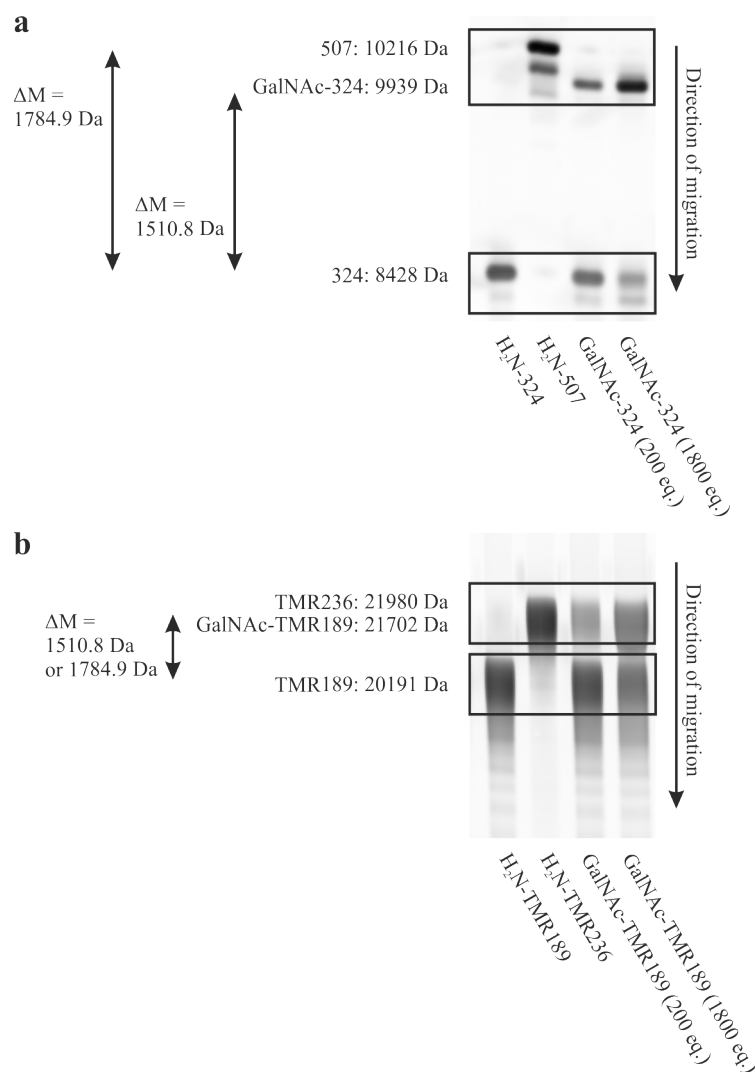 a
507: 10216 Da
GalNAc-324: 9939 Da
ΔM =
1784.9 Da
ΔM =
1510.8 Da
324: 8428 Da
Direction of migration
H₂N-324
H₂N-507
GalNAc-324 (200 eq.)
GalNAc-324 (1800 eq.)
b
TMR236: 21980 Da
GalNAc-TMR189: 21702 Da
ΔM =
1510.8 Da
or 1784.9 Da
TMR189: 20191 Da
Direction of migration
H₂N-TMR189
H₂N-TMR236
GalNAc-TMR189 (200 eq.)
GalNAc-TMR189 (1800 eq.)